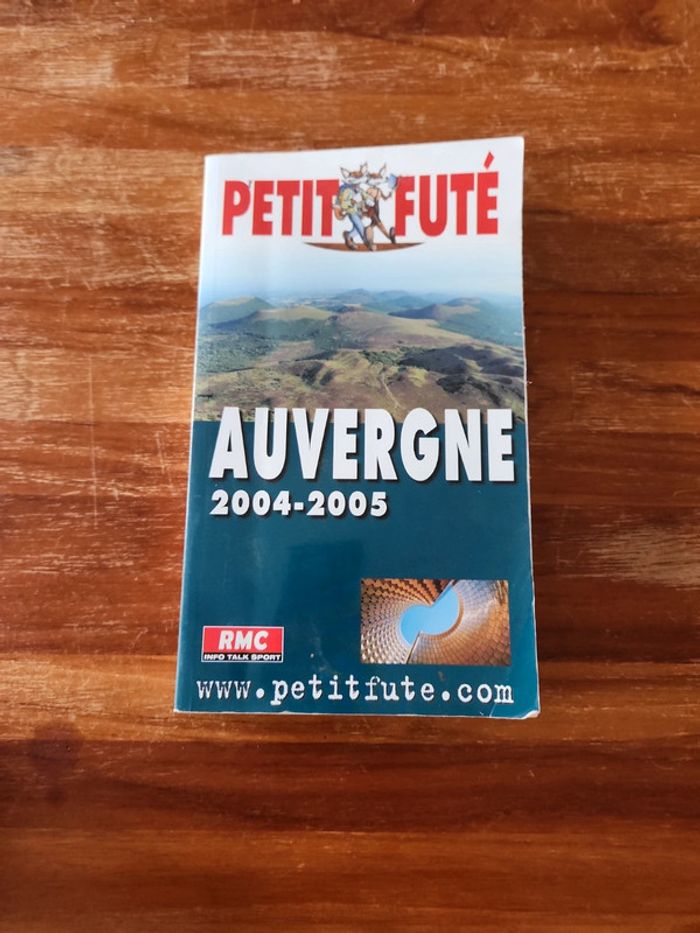 PETIT FUTÉ
AUVERGNE
2004-2005
RMC
INFO TALK SPORT
www.petitfute.com